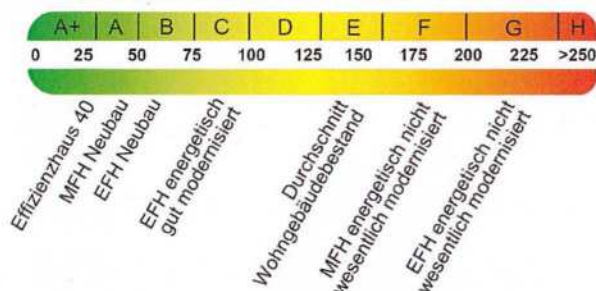 A+ A B C D E F G H
0 25 50 75 100 125 150 175 200 225 >250
Effizienzhaus 40
MFH Neubau
EFH Neubau
EFH energetisch
gut modernisiert
Durchschnitt
Wohngebäudebestand
MFH energetisch nicht
wesentlich modernisiert
EFH energetisch nicht
wesentlich modernisiert